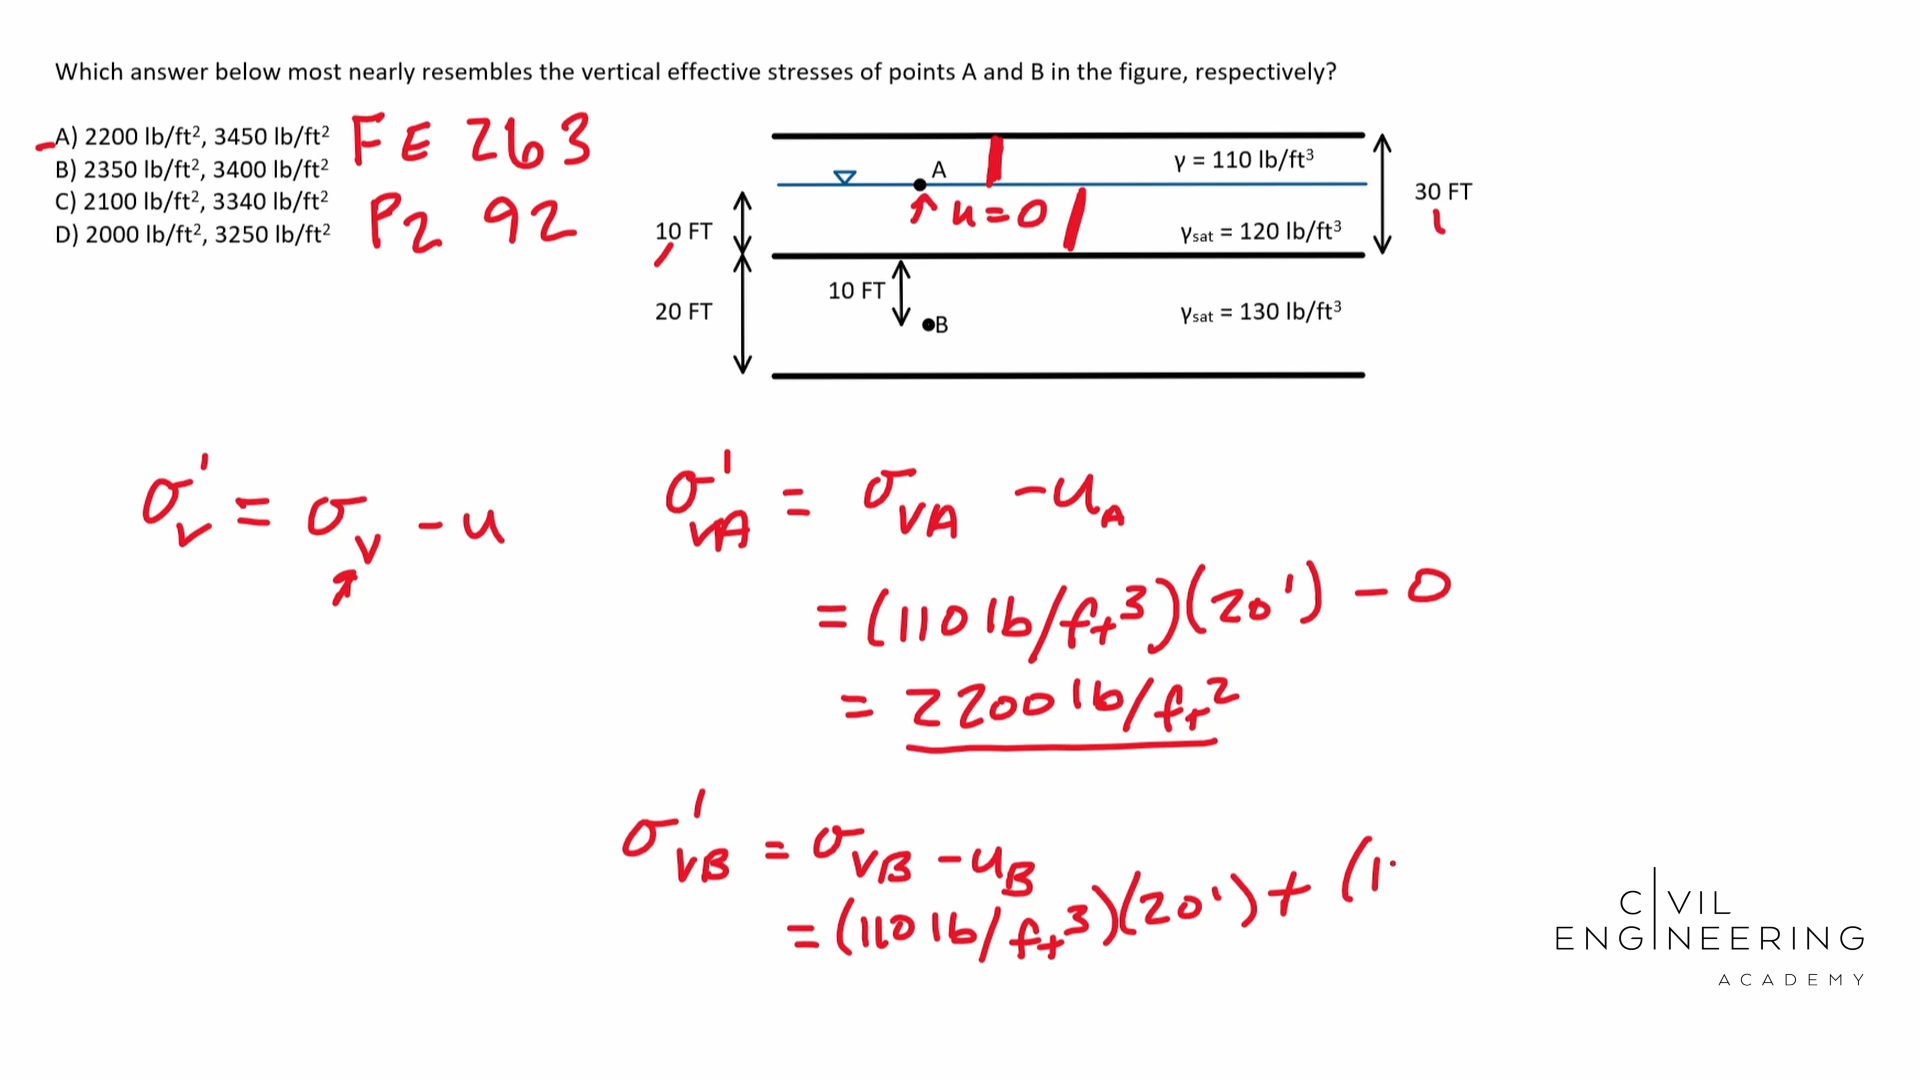 Which answer below most nearly resembles the vertical effective stresses of points A and B in the figure, respectively?
A) 2200 lb/ft², 3450 lb/ft²
B) 2350 lb/ft², 3400 lb/ft²
C) 2100 lb/ft², 3340 lb/ft²
D) 2000 lb/ft², 3250 lb/ft²
FE 263
Pg 92
A
γ = 110 lb/ft³
30 FT
u=0
10 FT
γsat = 120 lb/ft³
10 FT
20 FT
γsat = 130 lb/ft³
B
σ'v = σv - u
σ'vA = σvA - uA
= (110 lb/ft³)(20') - 0
= 2200 lb/ft²
σ'vB = σvB - uB
= (110 lb/ft³)(20') + (1
CIVIL
ENGINEERING
ACADEMY